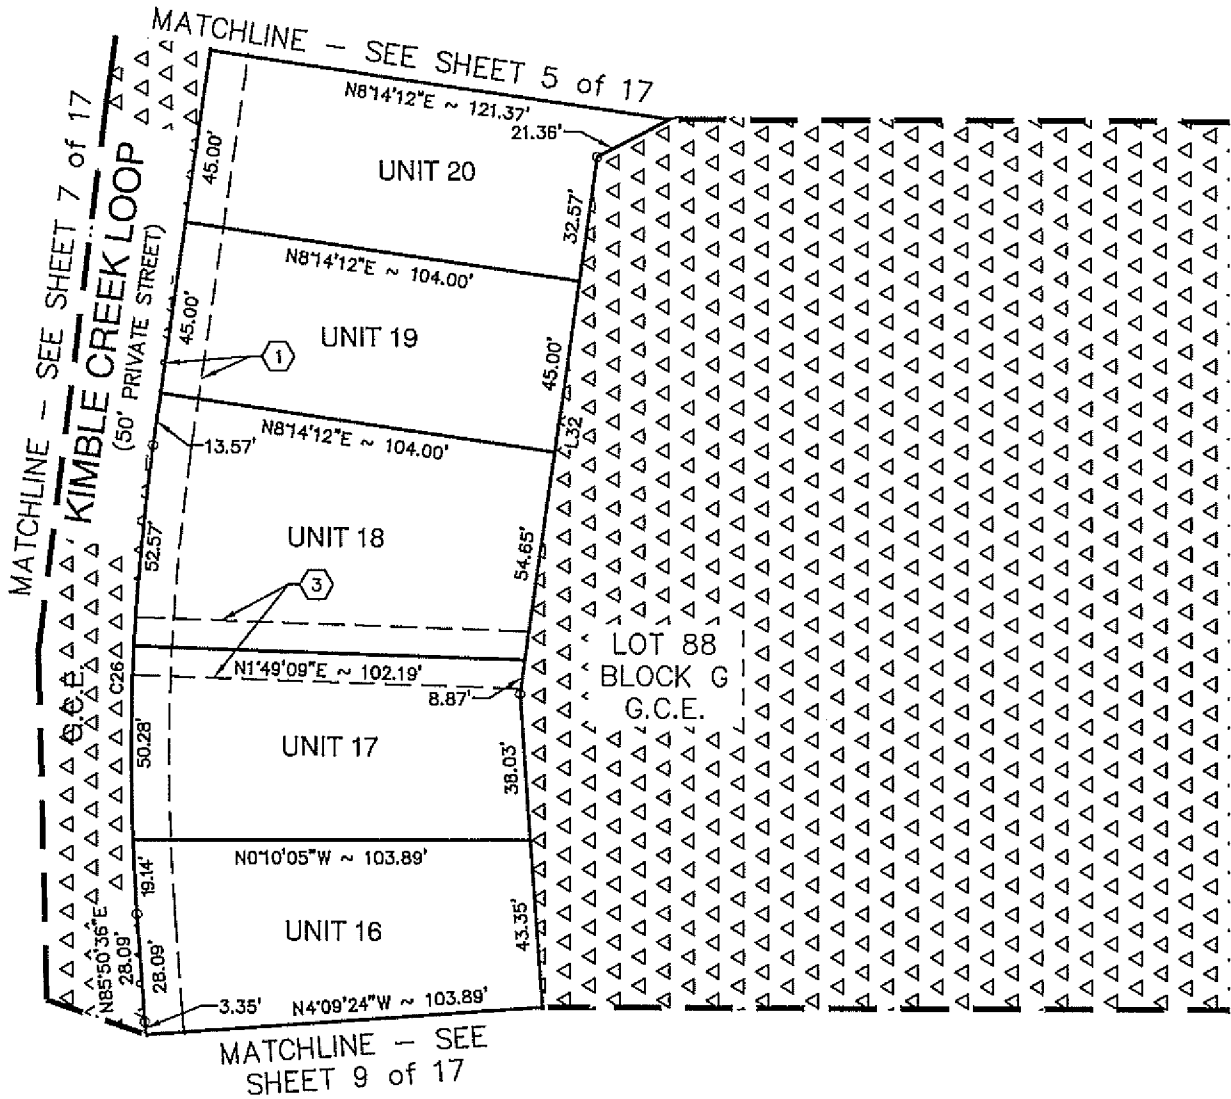 MATCHLINE - SEE SHEET 5 of 17
MATCHLINE - SEE SHEET 7 of 17
KIMBLE CREEK LOOP
(50' PRIVATE STREET)
G.C.E.
N8°14'12"E ~ 121.37'
21.36'
45.00'
UNIT 20
32.57'
N8°14'12"E ~ 104.00'
45.00'
UNIT 19
1
45.00'
N8°14'12"E ~ 104.00'
13.57'
L32
52.57'
UNIT 18
54.65'
3
C26
N1°49'09"E ~ 102.19'
8.87'
LOT 88
BLOCK G
G.C.E.
50.28'
UNIT 17
38.03'
N0°10'05"W ~ 103.89'
19.14'
UNIT 16
43.35'
N85°50'36"E
28.09'
28.09'
3.35'
N4°09'24"W ~ 103.89'
MATCHLINE - SEE
SHEET 9 of 17